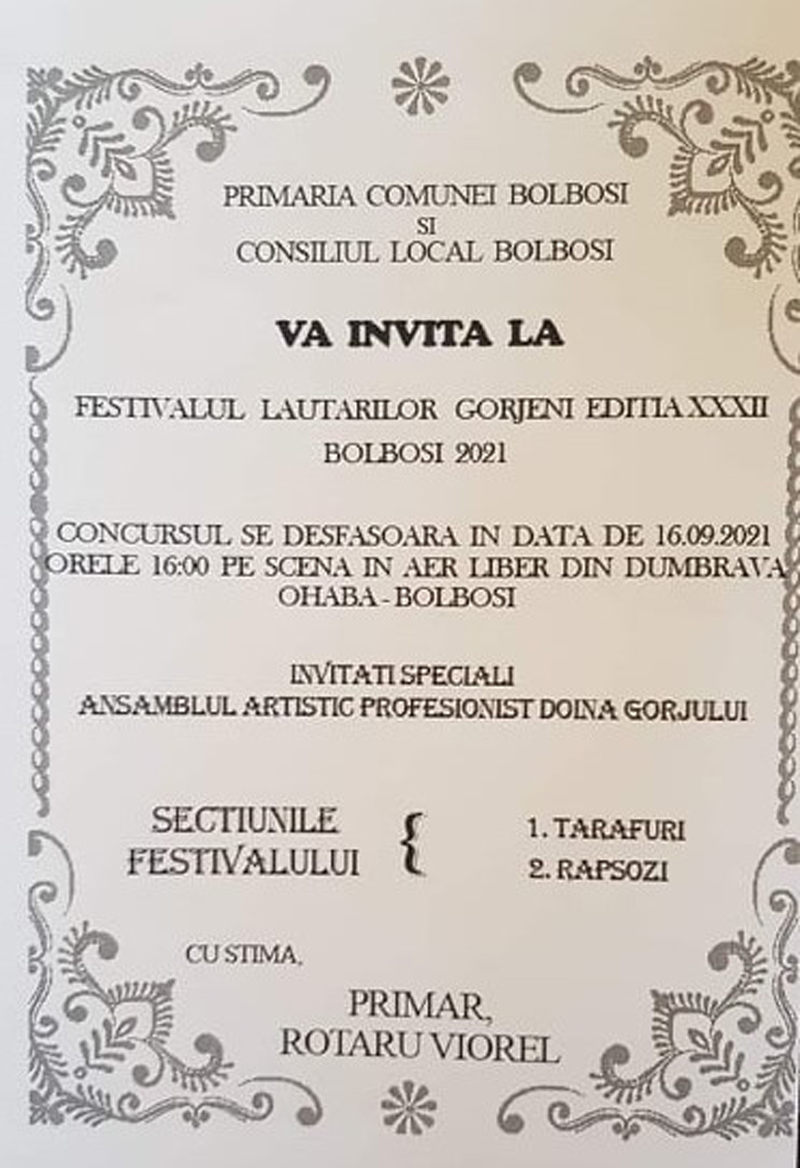 PRIMARIA COMUNEI BOLBOSI
SI
CONSILIUL LOCAL BOLBOSI
VA INVITA LA
FESTIVALUL LAUTARILOR GORJENI EDITIA XXXII
BOLBOSI 2021
CONCURSUL SE DESFASOARA IN DATA DE 16.09.2021
ORELE 16:00 PE SCENA IN AER LIBER DIN DUMBRAVA
OHABA - BOLBOSI
INVITATI SPECIALI
ANSAMBLUL ARTISTIC PROFESIONIST DOINA GORJULUI
SECTIUNILE
FESTIVALULUI {
1. TARAFURI
2. RAPSOZI
CU STIMA,
PRIMAR,
ROTARU VIOREL